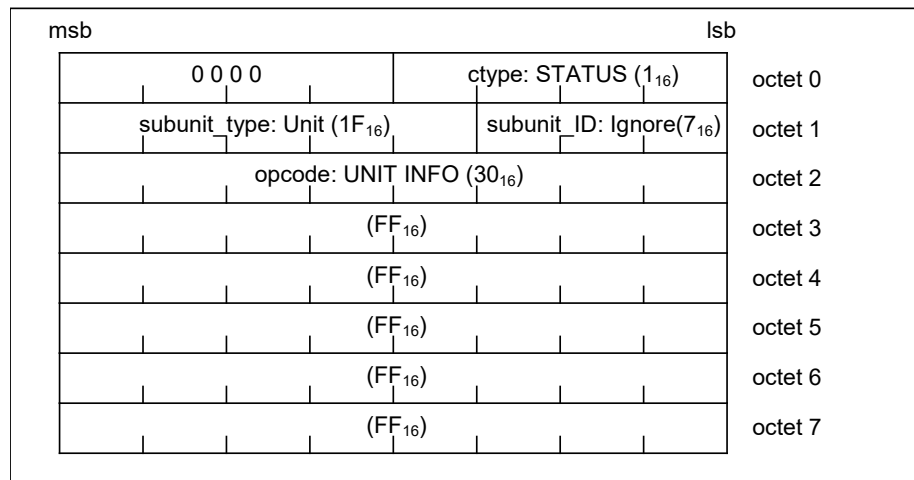 msb lsb
0 0 0 0 ctype: STATUS (1₁₆) octet 0
subunit_type: Unit (1F₁₆) subunit_ID: Ignore(7₁₆) octet 1
opcode: UNIT INFO (30₁₆) octet 2
(FF₁₆) octet 3
(FF₁₆) octet 4
(FF₁₆) octet 5
(FF₁₆) octet 6
(FF₁₆) octet 7